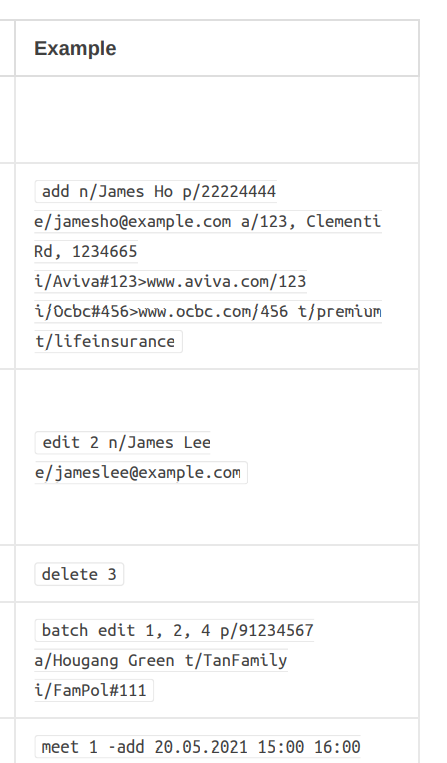 Example
add n/James Ho p/22224444
e/jamesho@example.com a/123, Clementi
Rd, 1234665
i/Aviva#123>www.aviva.com/123
i/Ocbc#456>www.ocbc.com/456 t/premium
t/lifeinsurance
edit 2 n/James Lee
e/jameslee@example.com
delete 3
batch edit 1, 2, 4 p/91234567
a/Hougang Green t/TanFamily
i/FamPol#111
meet 1 -add 20.05.2021 15:00 16:00